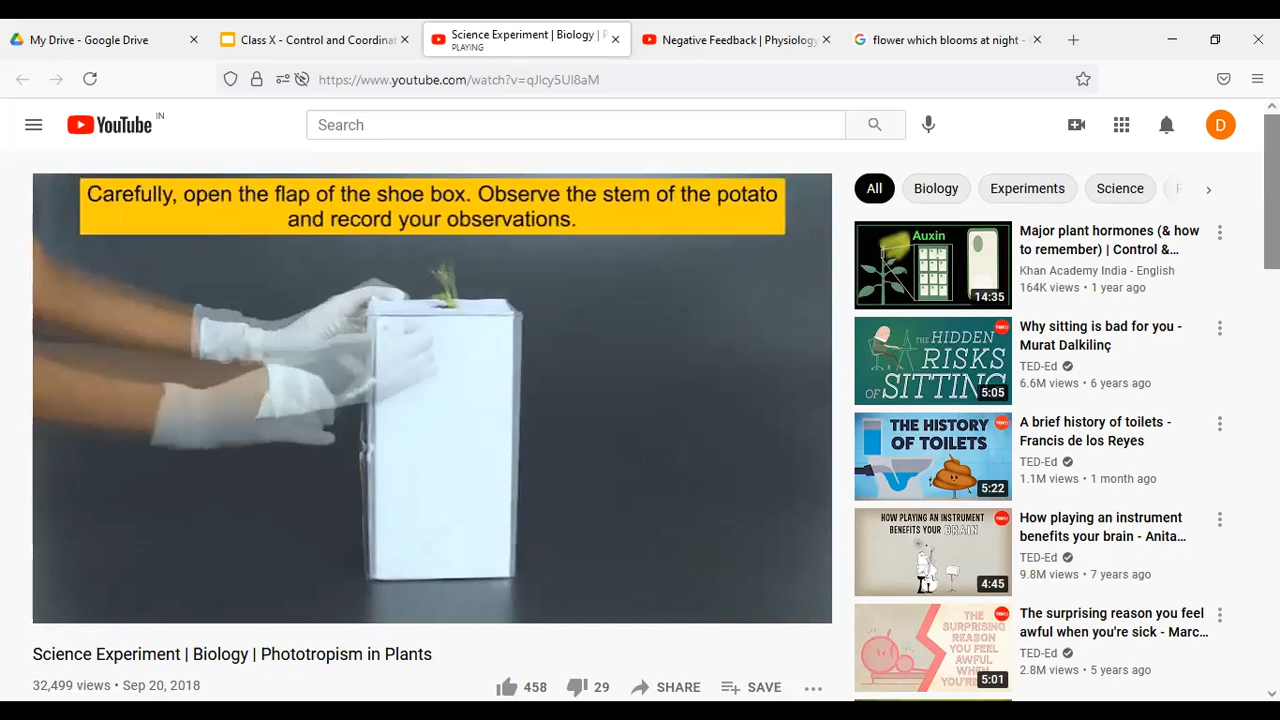 My Drive - Google Drive
Class X - Control and Coordinat
Science Experiment | Biology | P
PLAYING
Negative Feedback | Physiology
flower which blooms at night -
https://www.youtube.com/watch?v=qJlcy5Ul8aM
YouTube IN
Search
D
Carefully, open the flap of the shoe box. Observe the stem of the potato
and record your observations.
Science Experiment | Biology | Phototropism in Plants
32,499 views • Sep 20, 2018
458
29
SHARE
SAVE
All
Biology
Experiments
Science
Auxin
14:35
Major plant hormones (& how
to remember) | Control &...
Khan Academy India - English
164K views • 1 year ago
THE HIDDEN
RISKS
OF SITTING
5:05
Why sitting is bad for you -
Murat Dalkilinç
TED-Ed
6.6M views • 6 years ago
THE HISTORY
OF TOILETS
5:22
A brief history of toilets -
Francis de los Reyes
TED-Ed
1.1M views • 1 month ago
HOW PLAYING AN INSTRUMENT
BENEFITS YOUR BRAIN
4:45
How playing an instrument
benefits your brain - Anita...
TED-Ed
9.8M views • 7 years ago
THE
SURPRISING
REASON YOU
FEEL
AWFUL
WHEN
YOU'RE
5:01
The surprising reason you feel
awful when you're sick - Marc...
TED-Ed
2.8M views • 5 years ago